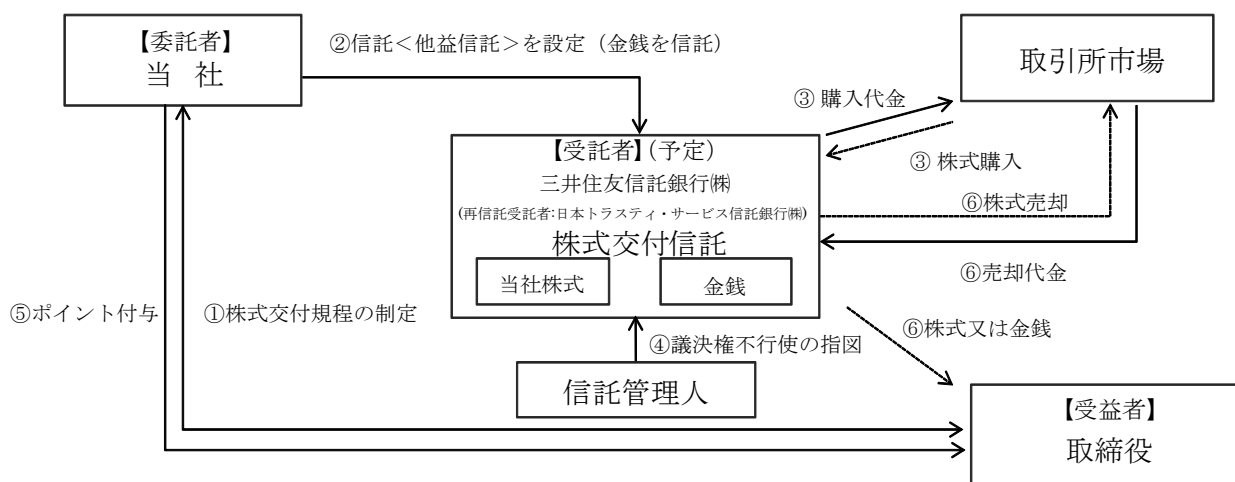 【委託者】
当 社
②信託<他益信託>を設定（金銭を信託）
取引所市場
③ 購入代金
③ 株式購入
【受託者】(予定)
三井住友信託銀行㈱
(再信託受託者:日本トラスティ・サービス信託銀行㈱)
株式交付信託
当社株式
金銭
⑥株式売却
⑥売却代金
⑤ポイント付与
①株式交付規程の制定
④議決権不行使の指図
⑥株式又は金銭
信託管理人
【受益者】
取締役